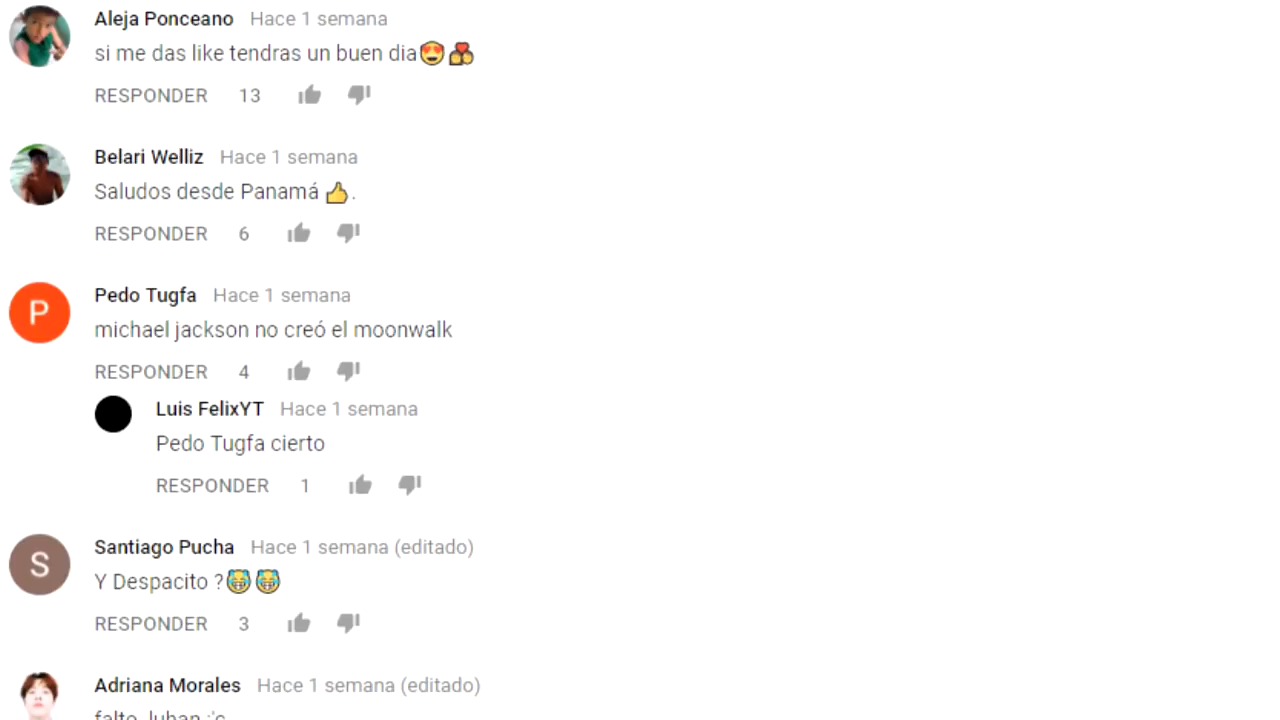 Aleja Ponceano Hace 1 semana
si me das like tendras un buen dia😍💏
RESPONDER 13
Belari Welliz Hace 1 semana
Saludos desde Panamá 👍.
RESPONDER 6
P
Pedo Tugfa Hace 1 semana
michael jackson no creó el moonwalk
RESPONDER 4
Luis FelixYT Hace 1 semana
Pedo Tugfa cierto
RESPONDER 1
S
Santiago Pucha Hace 1 semana (editado)
Y Despacito ?😹😹
RESPONDER 3
Adriana Morales Hace 1 semana (editado)
falto luhan :'c